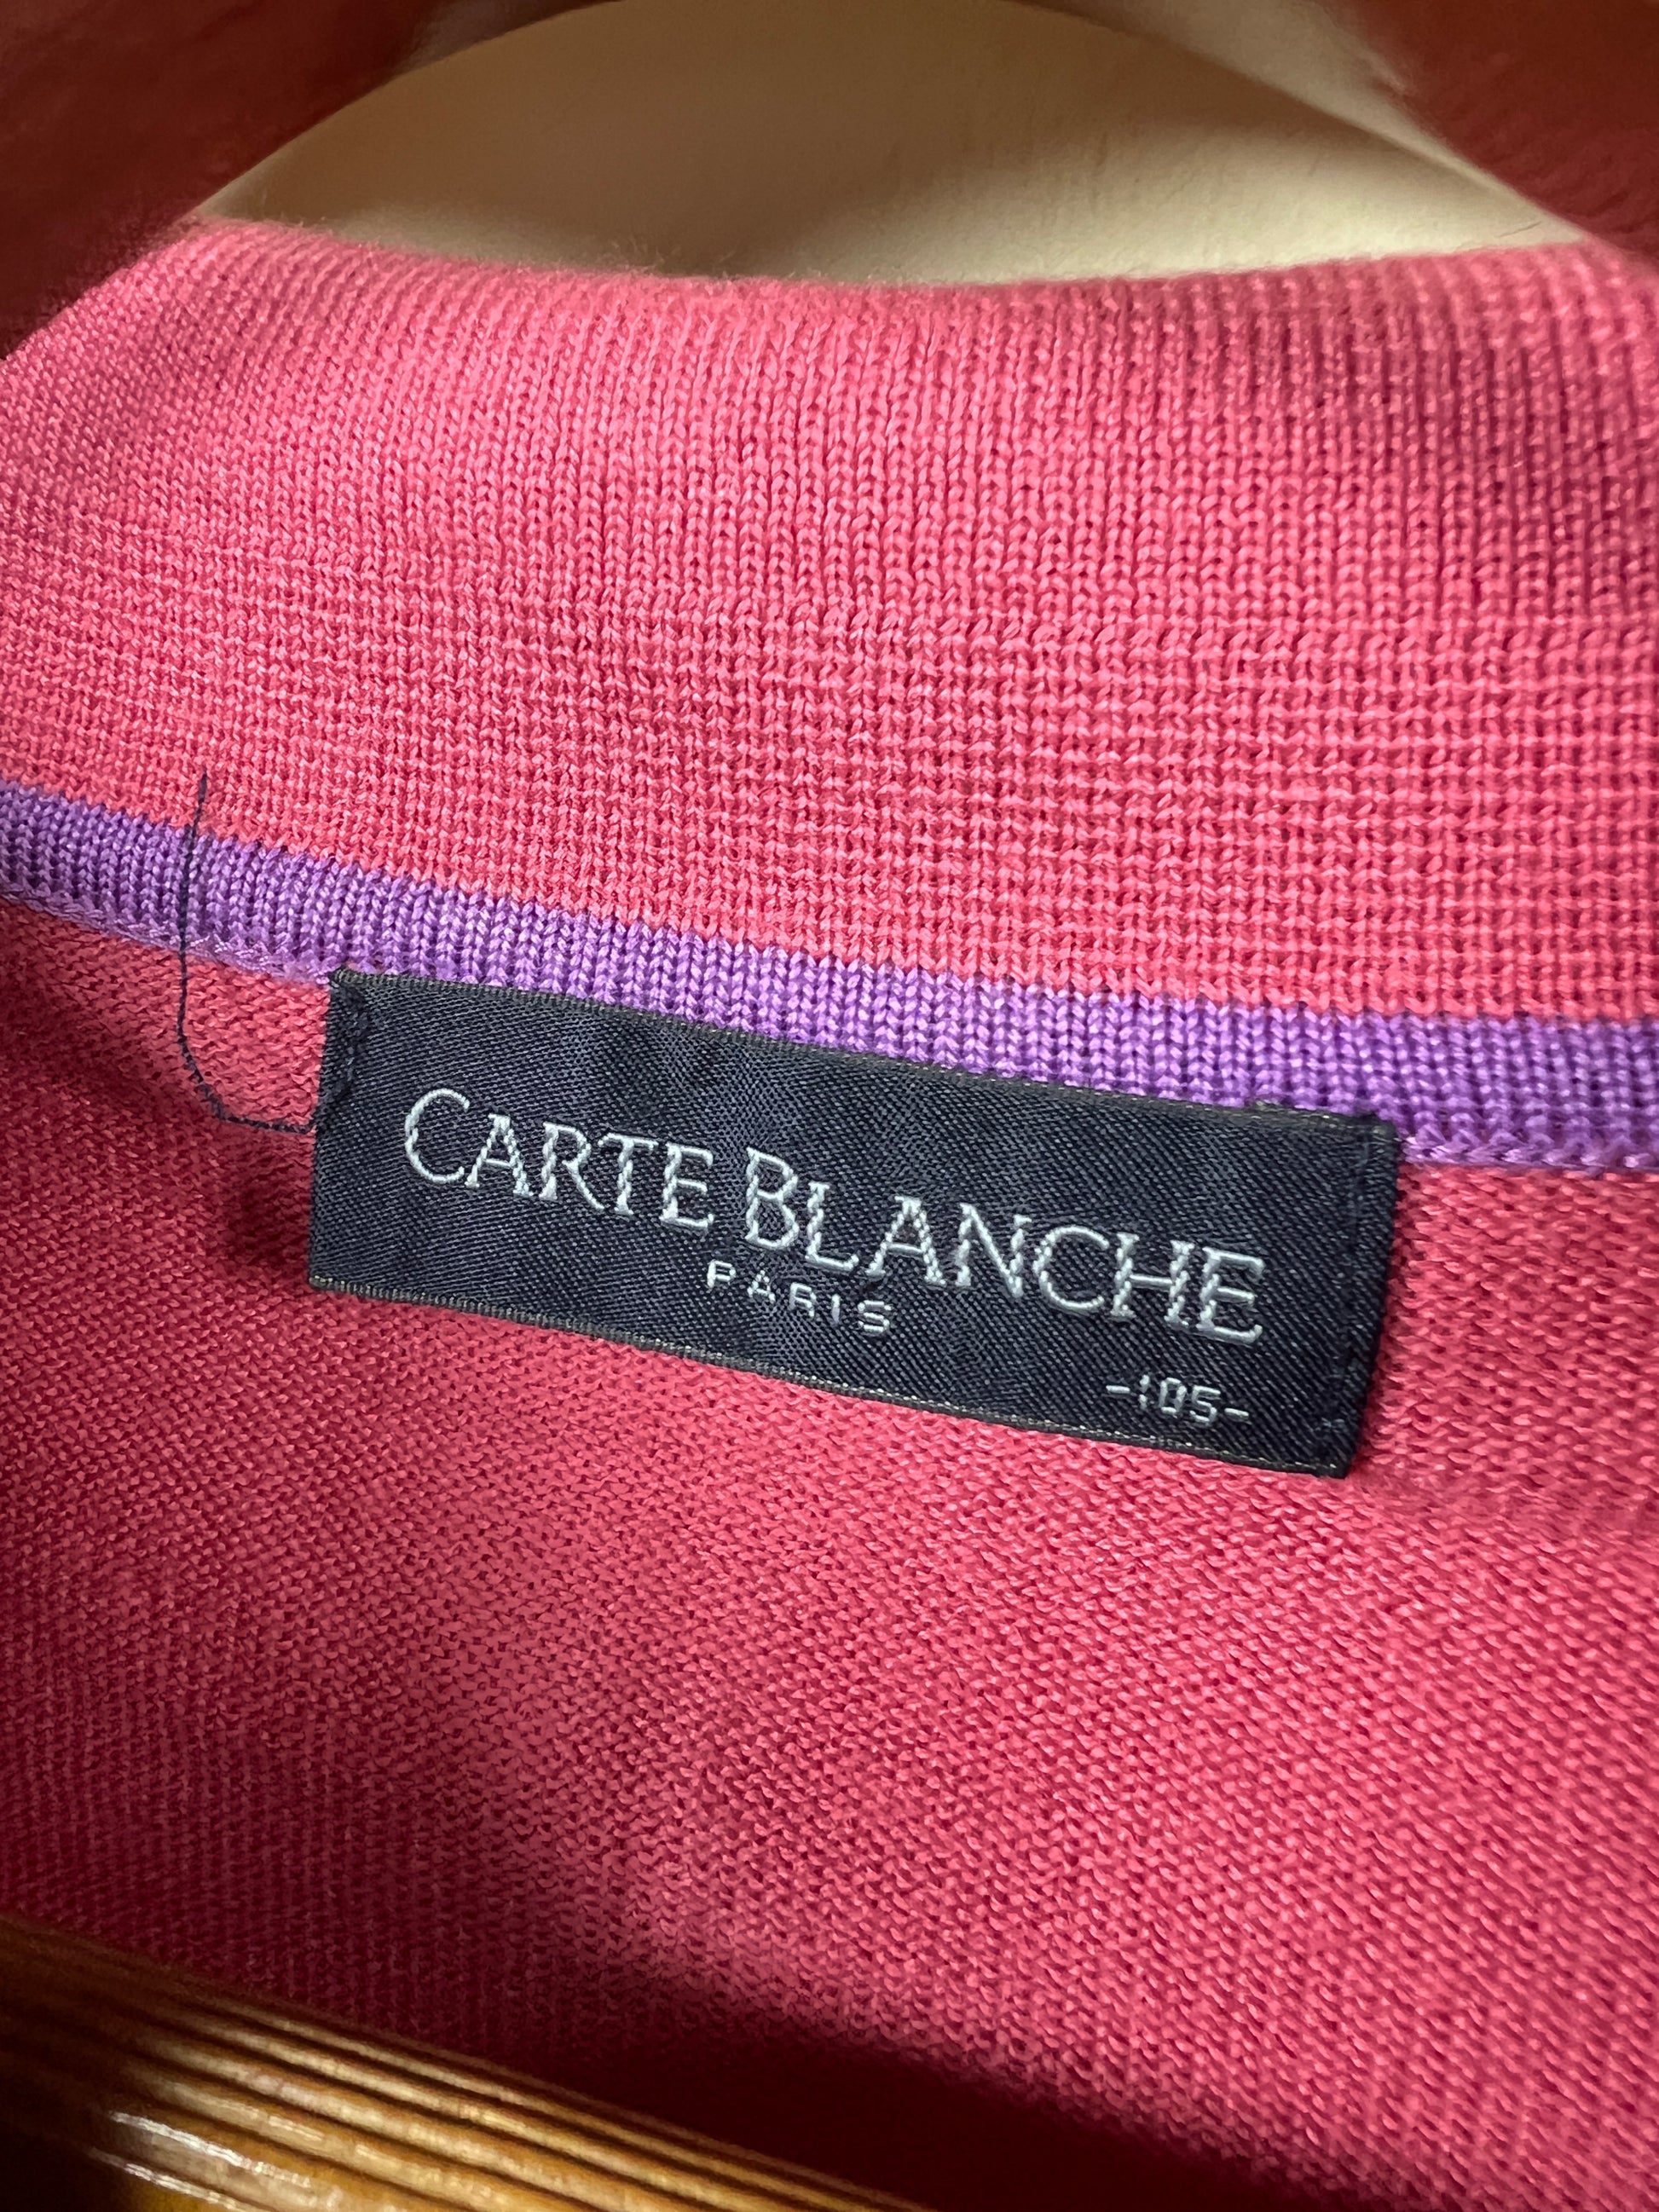 CARTE BLANCHE
PARIS
-105-